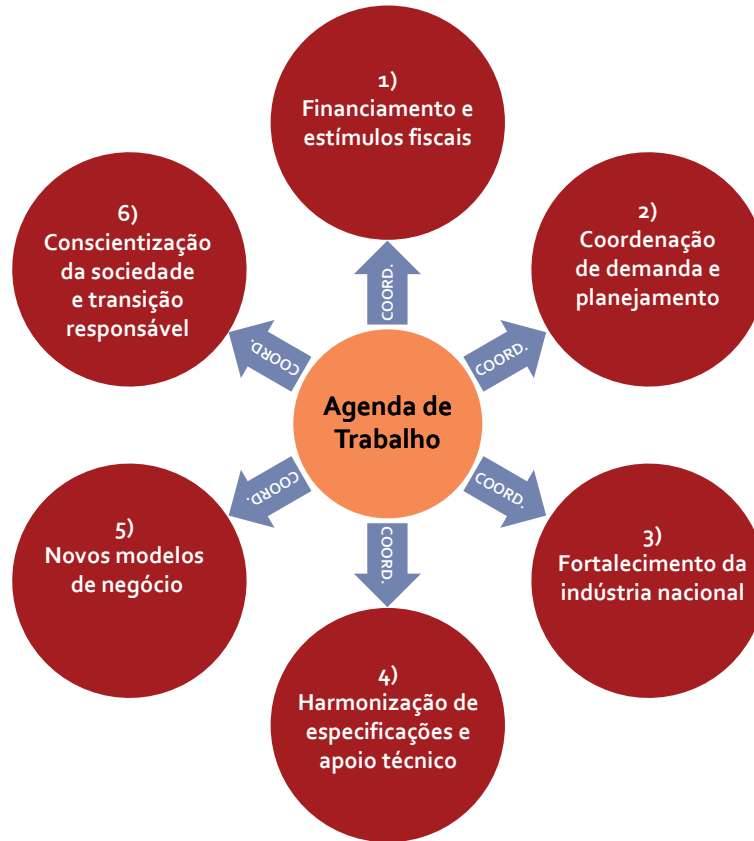 1)
Financiamento e
estímulos fiscais
2)
Coordenação
de demanda e
planejamento
3)
Fortalecimento da
indústria nacional
4)
Harmonização de
especificações e
apoio técnico
5)
Novos modelos
de negócio
6)
Conscientização
da sociedade
e transição
responsável
Agenda de
Trabalho
COORD.
COORD.
COORD.
COORD.
COORD.
COORD.